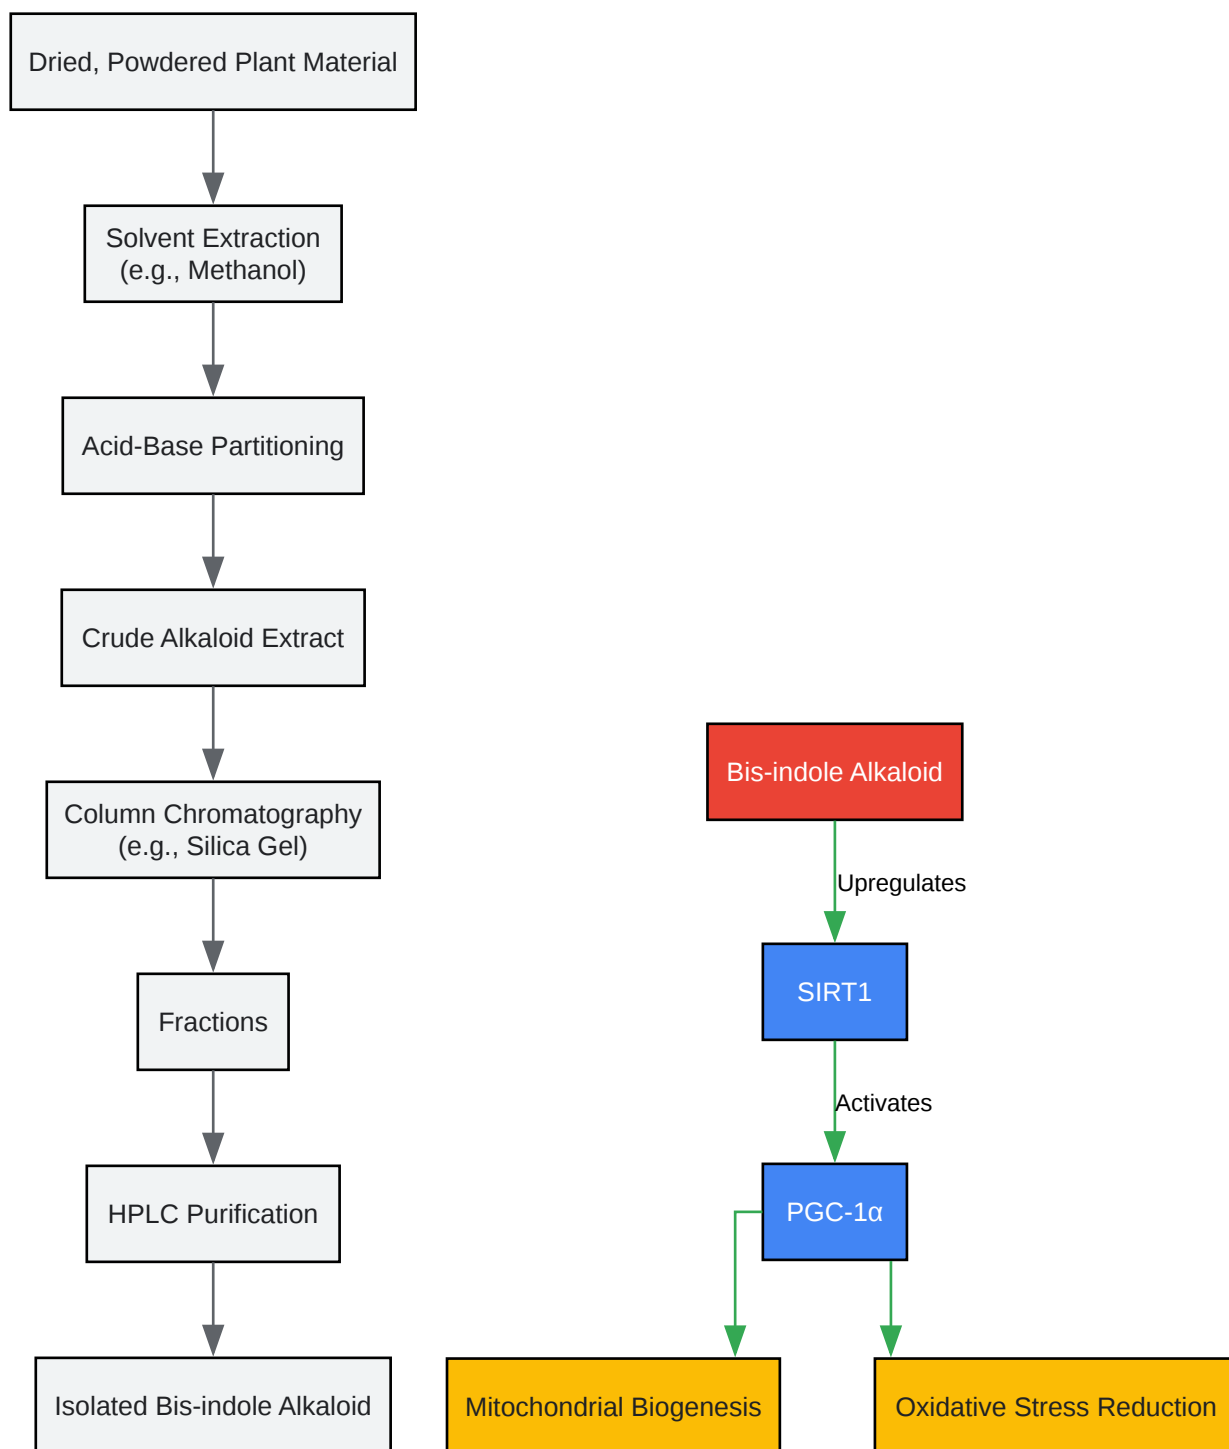 Dried, Powdered Plant Material
Solvent Extraction
(e.g., Methanol)
Acid-Base Partitioning
Crude Alkaloid Extract
Column Chromatography
(e.g., Silica Gel)
Fractions
HPLC Purification
Isolated Bis-indole Alkaloid
Bis-indole Alkaloid
Upregulates
SIRT1
Activates
PGC-1α
Mitochondrial Biogenesis
Oxidative Stress Reduction